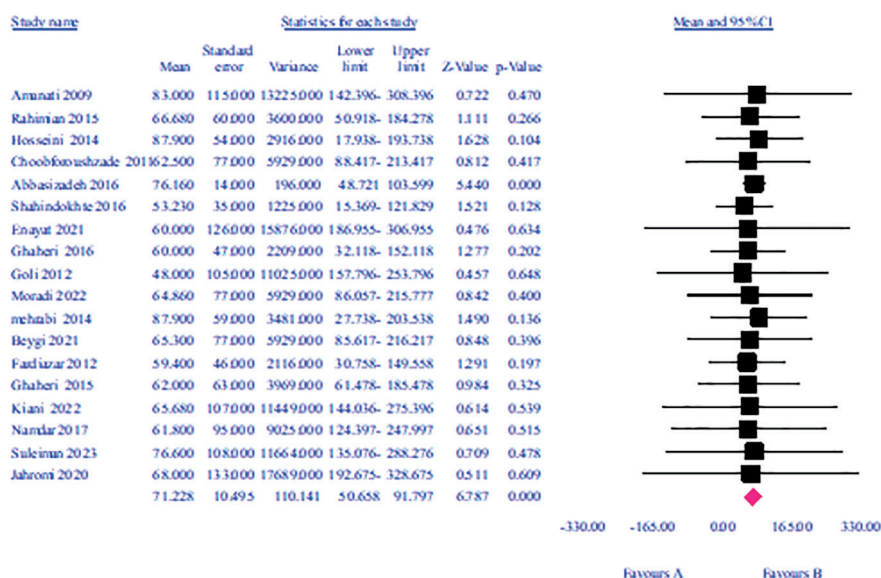 Study name Statistics for each study Mean and 95%CI
Standard Lower Upper
Mean error Variance limit limit Z-Value p-Value
Amanati 2009 83.000 115.000 13225.000 142.396- 308.396 0.722 0.470
Rahimian 2015 66.680 60.000 3600.000 50.918- 184.278 1.111 0.266
Hosseini 2014 87.900 54.000 2916.000 17.938- 193.738 1.628 0.104
Choobforoushzade 2011 62.500 77.000 5929.000 88.417- 213.417 0.812 0.417
Abbasizadeh 2016 76.160 14.000 196.000 48.721 103.599 5.440 0.000
Shahindokhte 2016 53.230 35.000 1225.000 15.369- 121.829 1.521 0.128
Enayat 2021 60.000 126.000 15876.000 186.955- 306.955 0.476 0.634
Ghaheri 2016 60.000 47.000 2209.000 32.118- 152.118 1.277 0.202
Goli 2012 48.000 105.000 11025.000 157.796- 253.796 0.457 0.648
Moradi 2022 64.860 77.000 5929.000 86.057- 215.777 0.842 0.400
mehrabi 2014 87.900 59.000 3481.000 27.738- 203.538 1.490 0.136
Beygi 2021 65.300 77.000 5929.000 85.617- 216.217 0.848 0.396
2012 59.400 46.000 2116.000 30.758- 149.558 1.291 0.197
Ghaheri 2015 62.000 63.000 3969.000 61.478- 185.478 0.984 0.325
Kiani 2022 65.680 107.000 11449.000 144.036- 275.396 0.614 0.539
Namdar 2017 61.800 95.000 9025.000 124.397- 247.997 0.651 0.515
Suleiman 2023 76.600 108.000 11664.000 135.076- 288.276 0.709 0.478
Jahromi 2020 68.000 133.000 17689.000 192.675- 328.675 0.511 0.609
71.228 10.495 110.141 50.658 91.797 6.787 0.000
-330.00 -165.00 0.00 165.00 330.00
Favours A Favours B